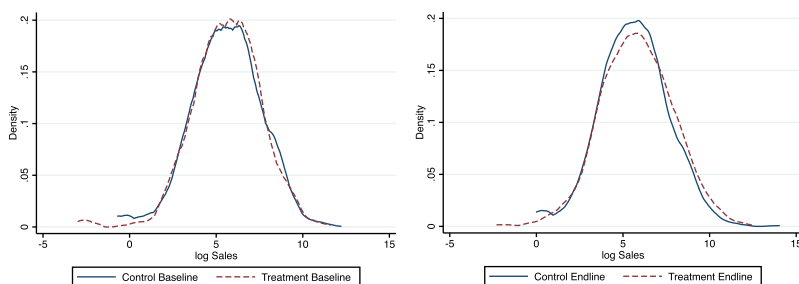 Density
0
.05
.1
.15
.2
-5
0
5
10
15
log Sales
Control Baseline
Treatment Baseline
Density
0
.05
.1
.15
.2
-5
0
5
10
15
log Sales
Control Endline
Treatment Endline